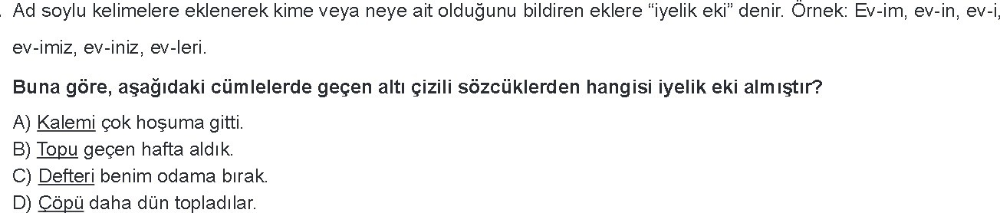 . Ad soylu kelimelere eklenerek kime veya neye ait olduğunu bildiren eklere “iyelik eki” denir. Örnek: Ev-im, ev-in, ev-i,
ev-imiz, ev-iniz, ev-leri.
Buna göre, aşağıdaki cümlelerde geçen altı çizili sözcüklerden hangisi iyelik eki almıştır?
A) Kalemi çok hoşuma gitti.
B) Topu geçen hafta aldık.
C) Defteri benim odama bırak.
D) Çöpü daha dün topladılar.